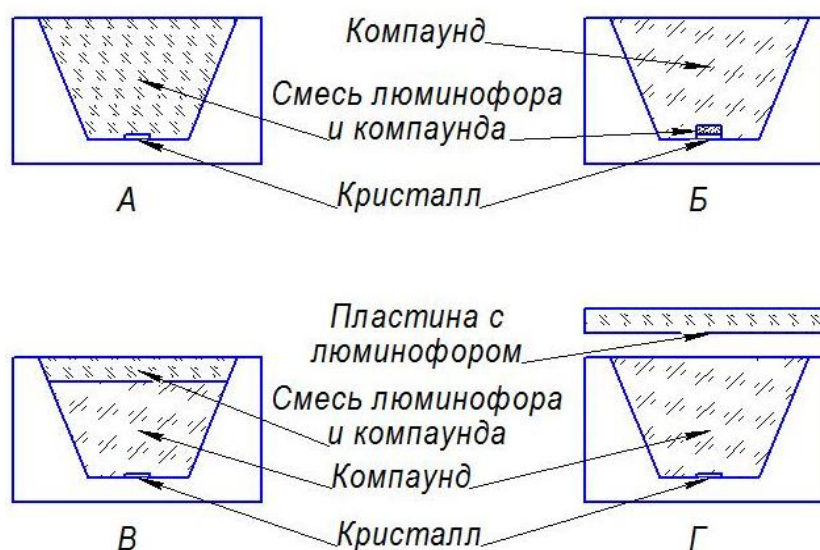 Компаунд
Смесь люминофора
и компаунда
Кристалл
А
Б
Пластина с
люминофором
Смесь люминофора
и компаунда
Компаунд
Кристалл
В
Г